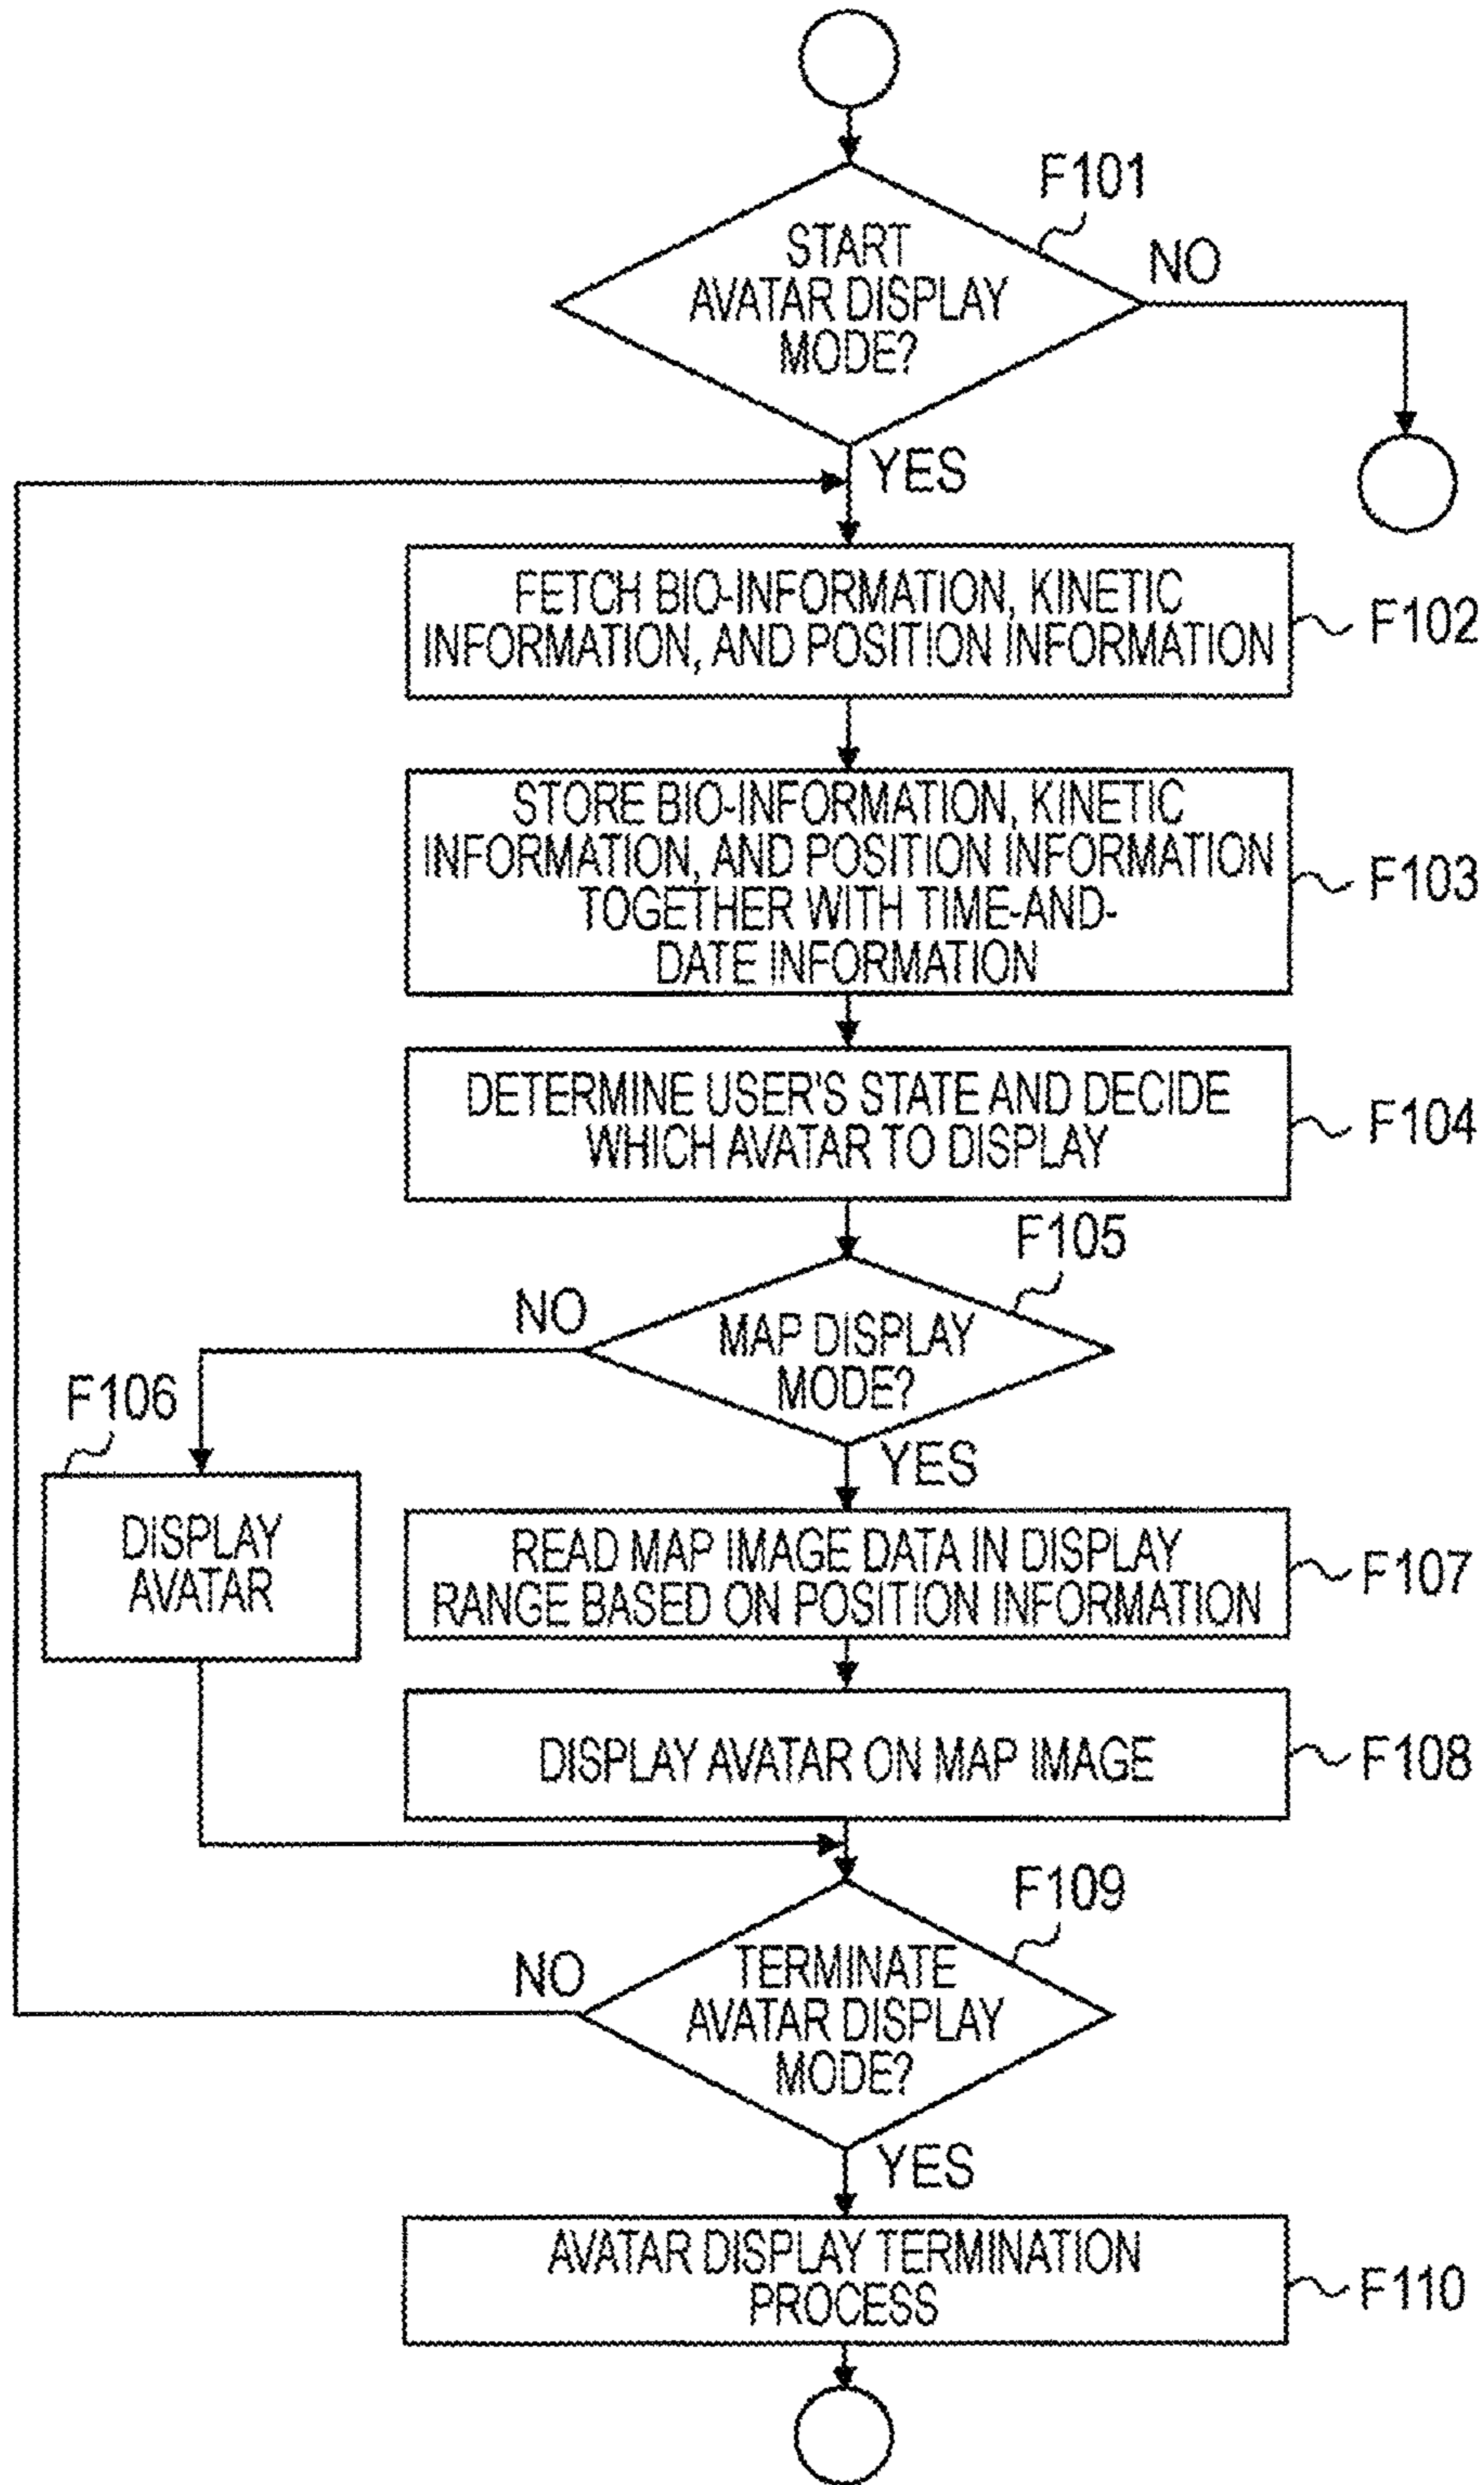 F101
START
AVATAR DISPLAY
MODE?
NO
YES
FETCH BIO-INFORMATION, KINETIC
INFORMATION, AND POSITION INFORMATION
F102
STORE BIO-INFORMATION, KINETIC
INFORMATION, AND POSITION INFORMATION
TOGETHER WITH TIME-AND-
DATE INFORMATION
F103
DETERMINE USER'S STATE AND DECIDE
WHICH AVATAR TO DISPLAY
F104
F105
MAP DISPLAY
MODE?
NO
YES
F106
DISPLAY
AVATAR
READ MAP IMAGE DATA IN DISPLAY
RANGE BASED ON POSITION INFORMATION
F107
DISPLAY AVATAR ON MAP IMAGE
F108
F109
TERMINATE
AVATAR DISPLAY
MODE?
NO
YES
AVATAR DISPLAY TERMINATION
PROCESS
F110